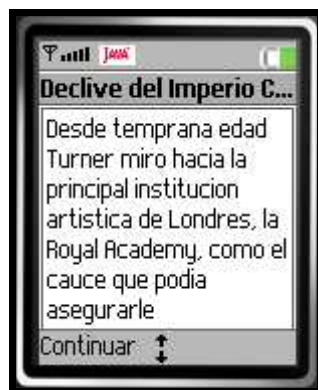 JAVA
Declive del Imperio C...
Desde temprana edad
Turner miro hacia la
principal institucion
artistica de Londres, la
Royal Academy, como el
cauce que podia
asegurarle
Continuar